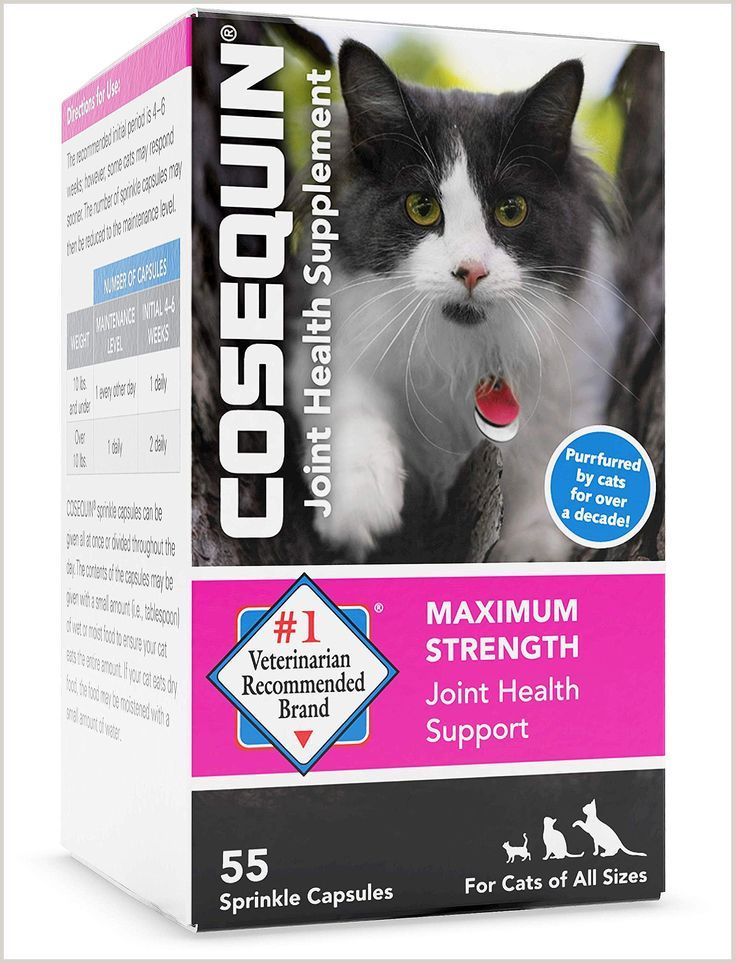 Directions for Use:
The recommended initial period is 4–6
weeks; however, some cats may respond
sooner. The number of sprinkle capsules may
then be reduced to the maintenance level.
NUMBER OF CAPSULES
WEIGHT
MAINTENANCE
LEVEL
INITIAL 4–6
WEEKS
10 lbs.
and under
1 every other day
1 daily
Over
10 lbs.
1 daily
2 daily
COSEQUIN® sprinkle capsules can be
given all at once or divided throughout the
day. The contents of the capsules may be
given with a small amount (i.e., tablespoon)
of wet or moist food to ensure your cat
eats the entire amount. If your cat eats dry
food, the food may be moistened with a
small amount of water.
COSEQUIN®
Joint Health Supplement
Purrfurred
by cats
for over
a decade!
#1
Veterinarian
Recommended
Brand
®
MAXIMUM
STRENGTH
Joint Health
Support
55
Sprinkle Capsules
For Cats of All Sizes